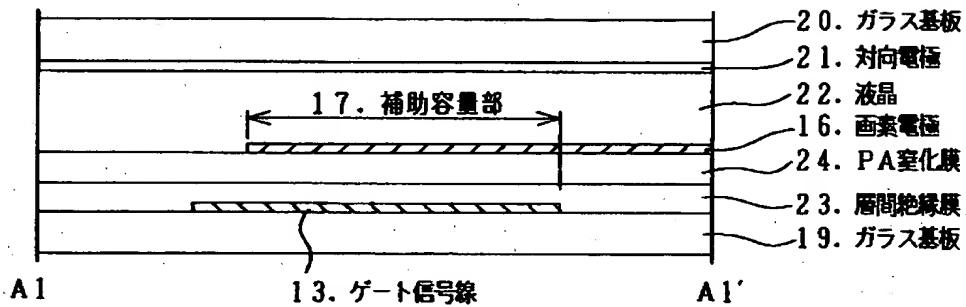 20. ガラス基板
21. 対向電極
17. 補助容量部
22. 液晶
16. 画素電極
24. PA窒化膜
23. 層間絶縁膜
19. ガラス基板
A1
13. ゲート信号線
A1′